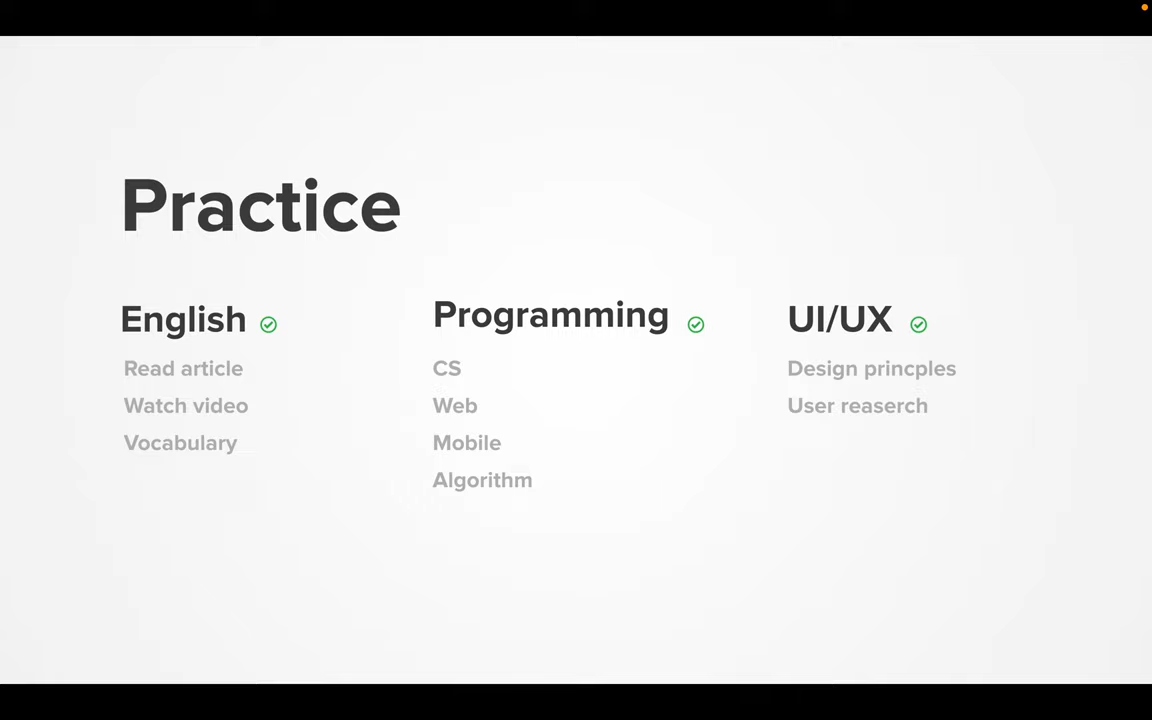 Practice
English
Read article
Watch video
Vocabulary
Programming
CS
Web
Mobile
Algorithm
UI/UX
Design princples
User reaserch